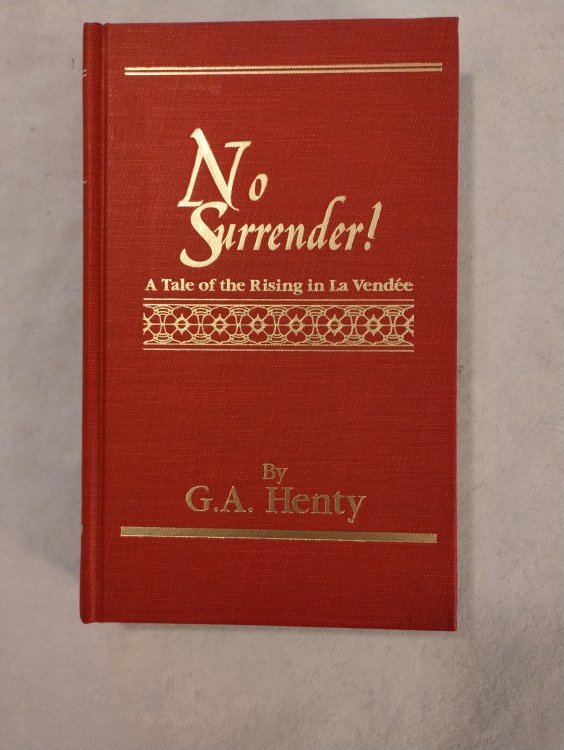 No
Surrender!
A Tale of the Rising in La Vendée
By
G.A. Henty